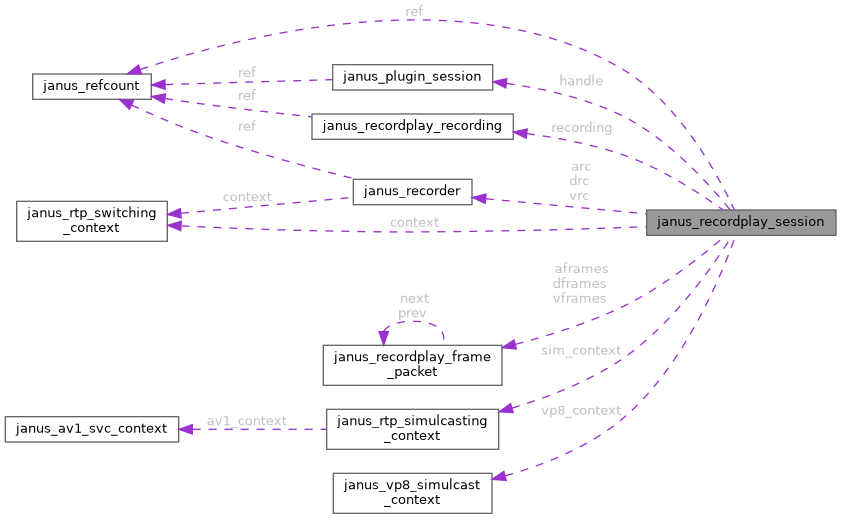 ref
janus_plugin_session
janus_refcount
ref
handle
ref
janus_recordplay_recording
recording
ref
arc
drc
vrc
janus_recorder
context
janus_rtp_switching
_context
context
janus_recordplay_session
aframes
dframes
vframes
next
prev
janus_recordplay_frame
_packet
sim_context
janus_av1_svc_context
av1_context
janus_rtp_simulcasting
_context
vp8_context
janus_vp8_simulcast
_context